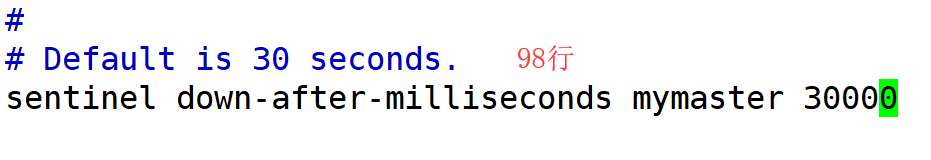 #
# Default is 30 seconds. 98行
sentinel down-after-milliseconds mymaster 30000